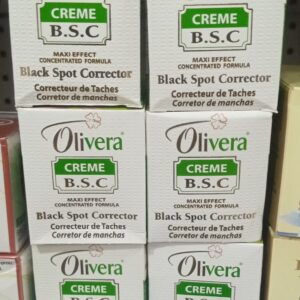 CREME
B.S.C
MAXI EFFECT
CONCENTRATED FORMULA
Black Spot Corrector
Correcteur de Taches
Corretor de manchas
CREME
B.S.C
MAXI EFFECT
CONCENTRATED FORMULA
Black Spot Corrector
Correcteur de Taches
Corretor de manchas
Olivera®
CREME
B.S.C
MAXI EFFECT
CONCENTRATED FORMULA
Black Spot Corrector
Correcteur de Taches
Corretor de manchas
Olivera®
CREME
B.S.C
MAXI EFFECT
CONCENTRATED FORMULA
Black Spot Corrector
Correcteur de Taches
Corretor de manchas
Olivera®
CREME
B.S.C
Olivera®
CREME
B.S.C